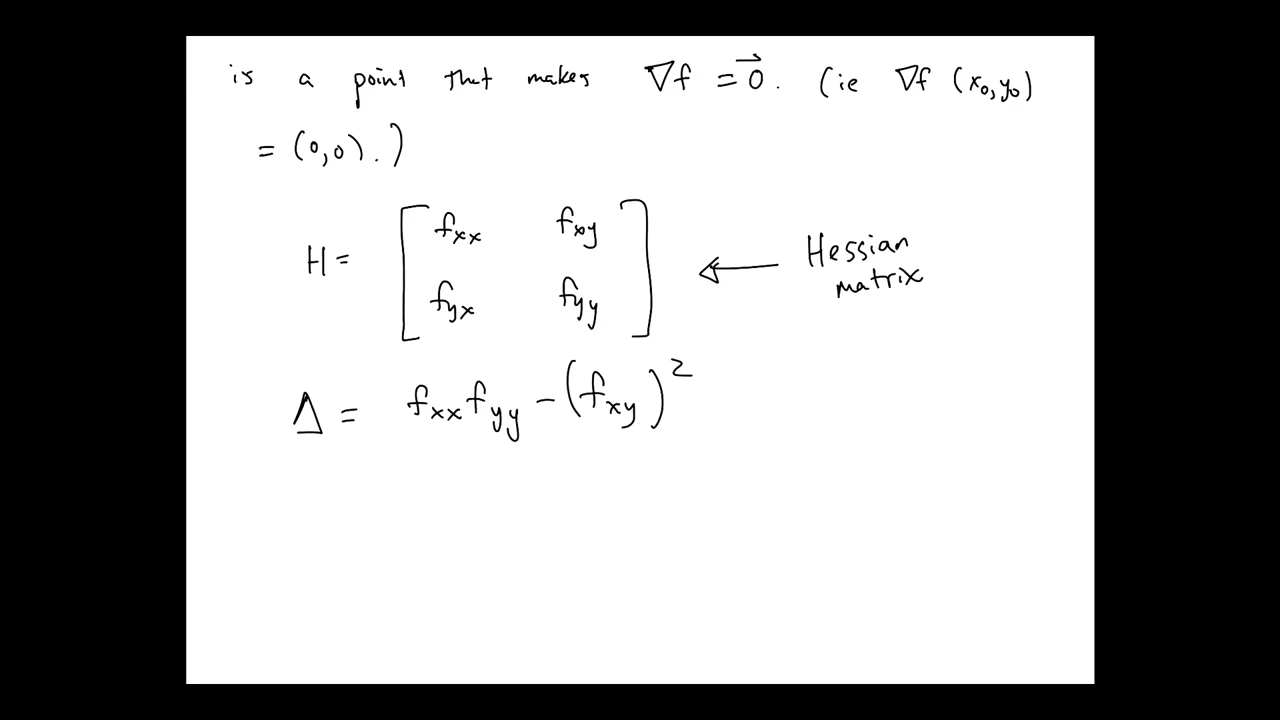 is a point that makes ∇f = 0⃗. (ie ∇f (x₀,y₀)
= (0,0).)
H = [ fxx fxy
fyx fyy ] ⟵ Hessian
matrix
Δ = fxx fyy − (fxy)²